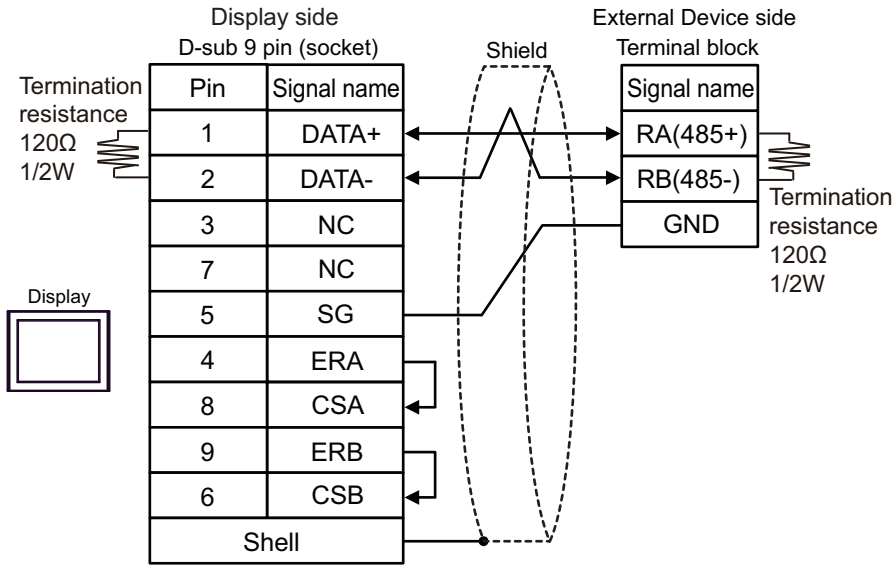 Display side
D-sub 9 pin (socket)
Shield
External Device side
Terminal block
Termination
resistance
120Ω
1/2W
Pin Signal name
1 DATA+
2 DATA-
3 NC
7 NC
5 SG
4 ERA
8 CSA
9 ERB
6 CSB
Shell
Signal name
RA(485+)
RB(485-)
GND
Termination
resistance
120Ω
1/2W
Display